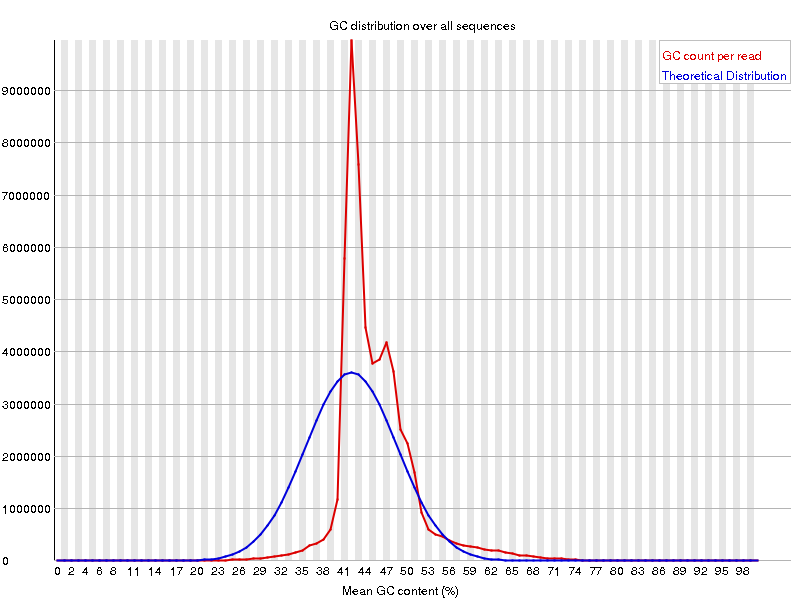 GC distribution over all sequences
GC count per read
Theoretical Distribution
9000000
8000000
7000000
6000000
5000000
4000000
3000000
2000000
1000000
0
0 2 4 6 8 11 14 17 20 23 26 29 32 35 38 41 44 47 50 53 56 59 62 65 68 71 74 77 80 83 86 89 92 95 98
Mean GC content (%)